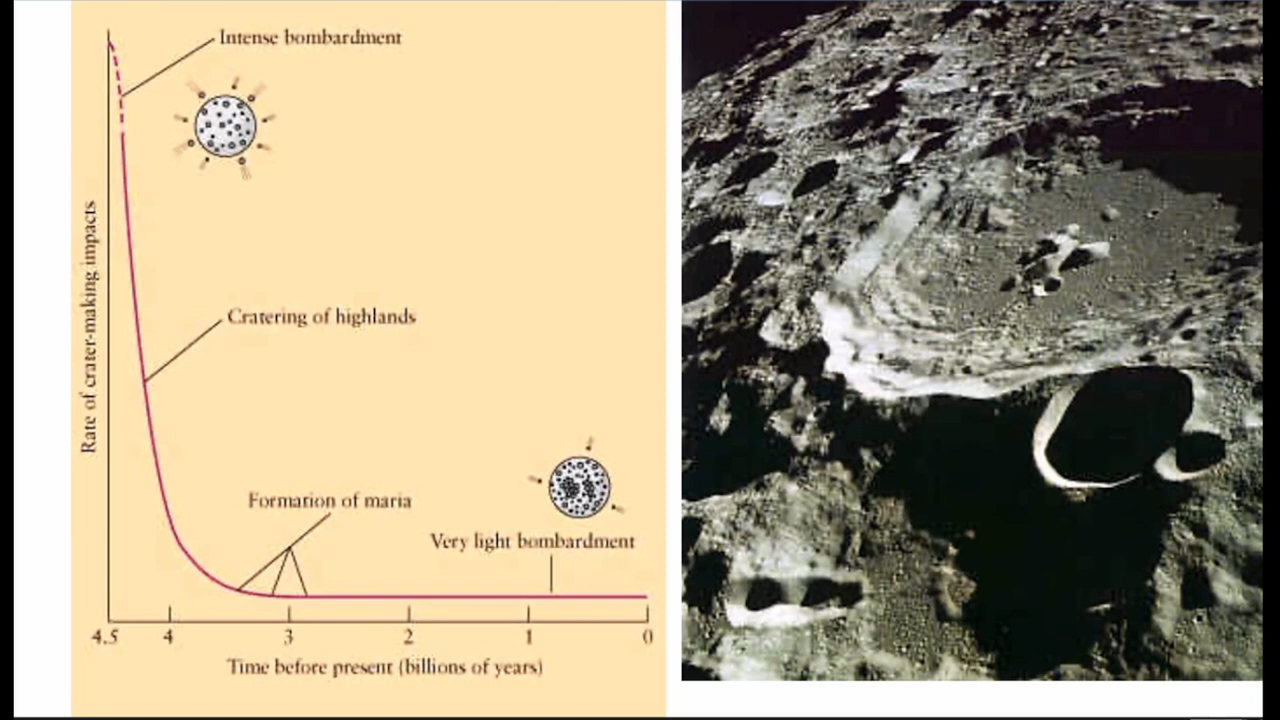 Intense bombardment
Rate of crater-making impacts
Cratering of highlands
Formation of maria
Very light bombardment
4.5 4 3 2 1 0
Time before present (billions of years)